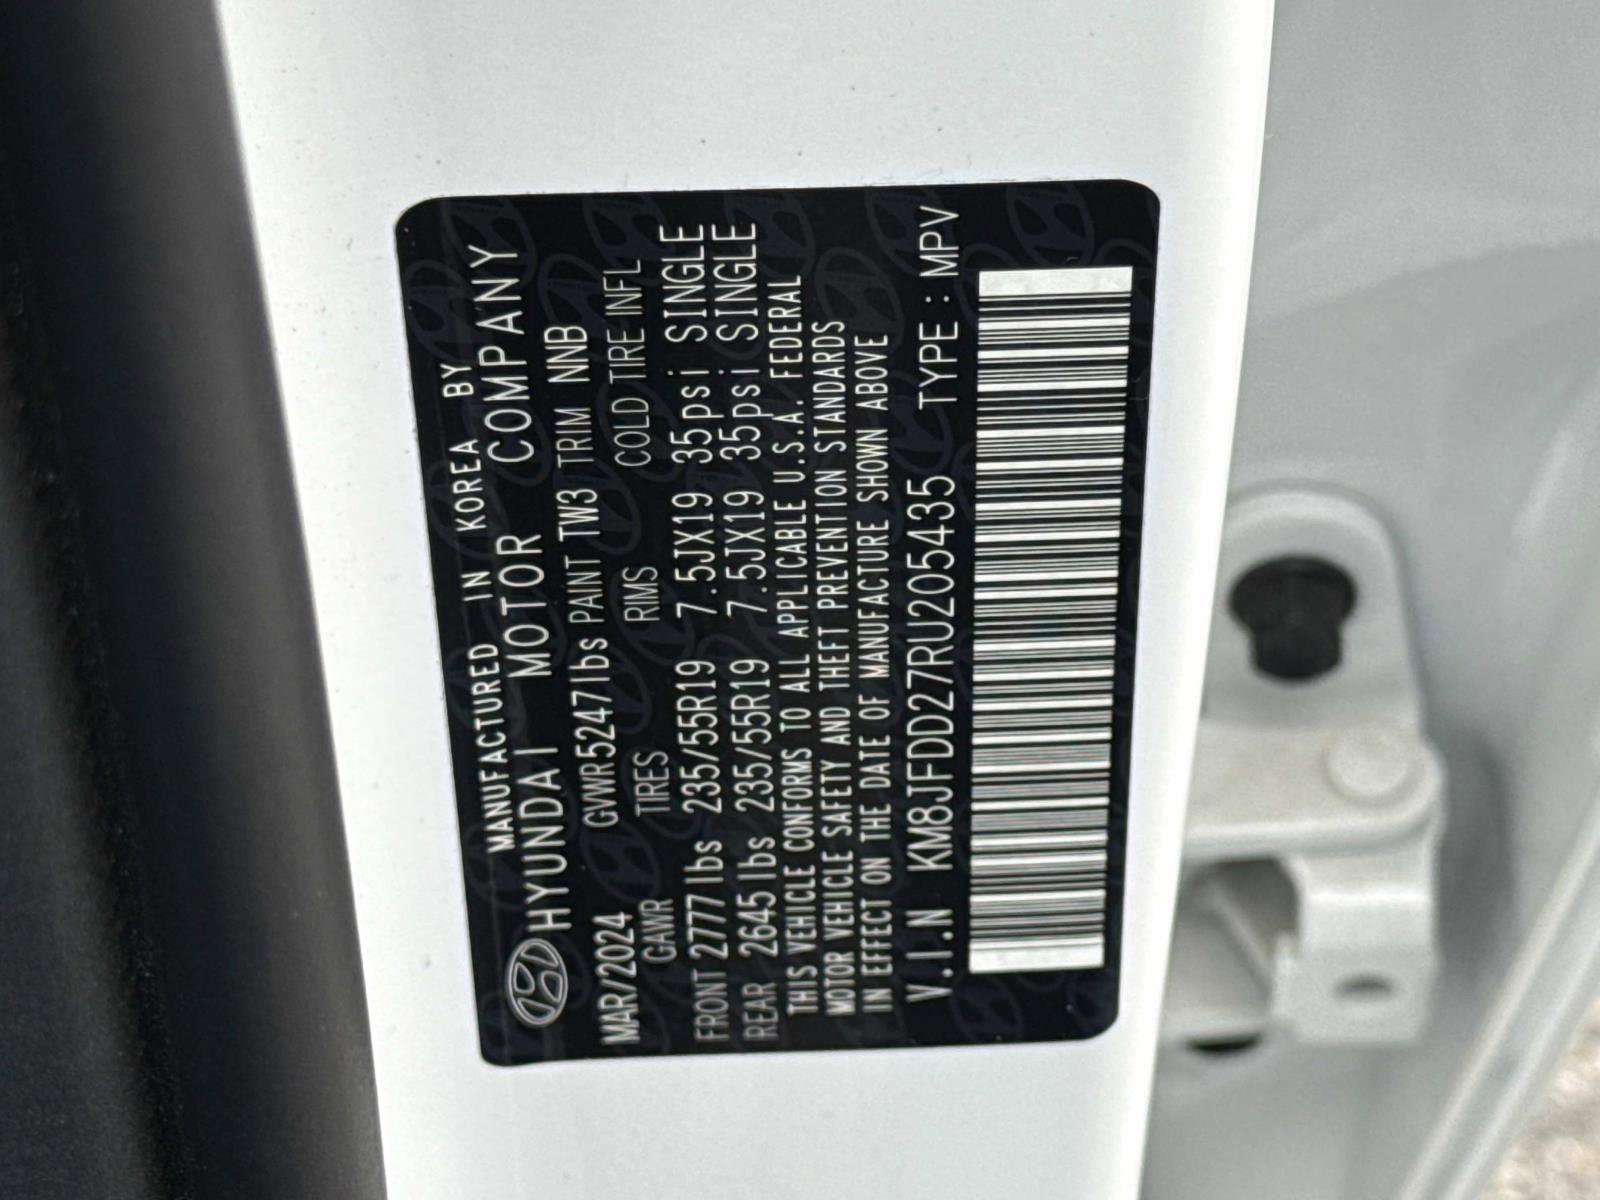 MANUFACTURED IN KOREA BY
HYUNDAI MOTOR COMPANY
MAR/2024 GVWR5247lbs PAINT TW3 TRIM NNB
GAWR TIRES RIMS COLD TIRE INFL
FRONT 2777lbs 235/55R19 7.5JX19 35psi SINGLE
REAR 2645lbs 235/55R19 7.5JX19 35psi SINGLE
THIS VEHICLE CONFORMS TO ALL APPLICABLE U.S.A. FEDERAL
MOTOR VEHICLE SAFETY AND THEFT PREVENTION STANDARDS
IN EFFECT ON THE DATE OF MANUFACTURE SHOWN ABOVE
V.I.N KM8JFDD27RU205435 TYPE : MPV